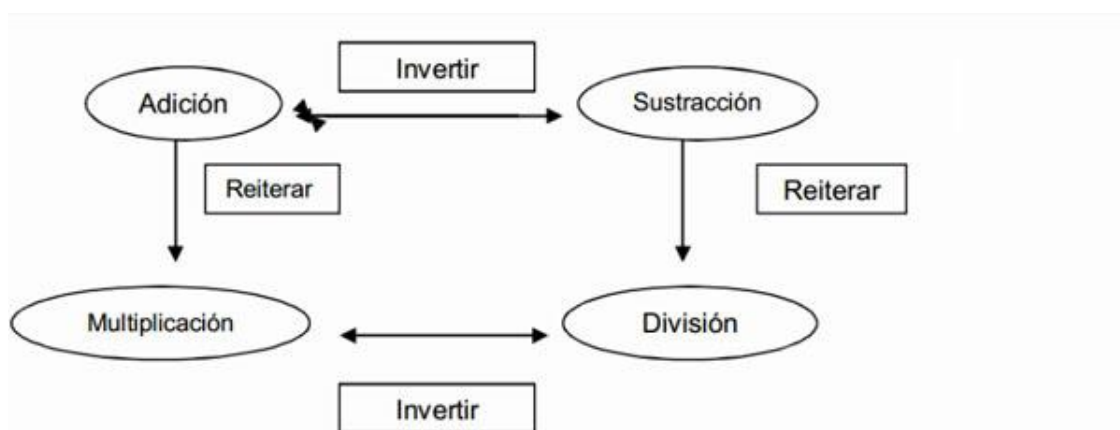 Invertir
Adición
Sustracción
Reiterar
Reiterar
Multiplicación
División
Invertir